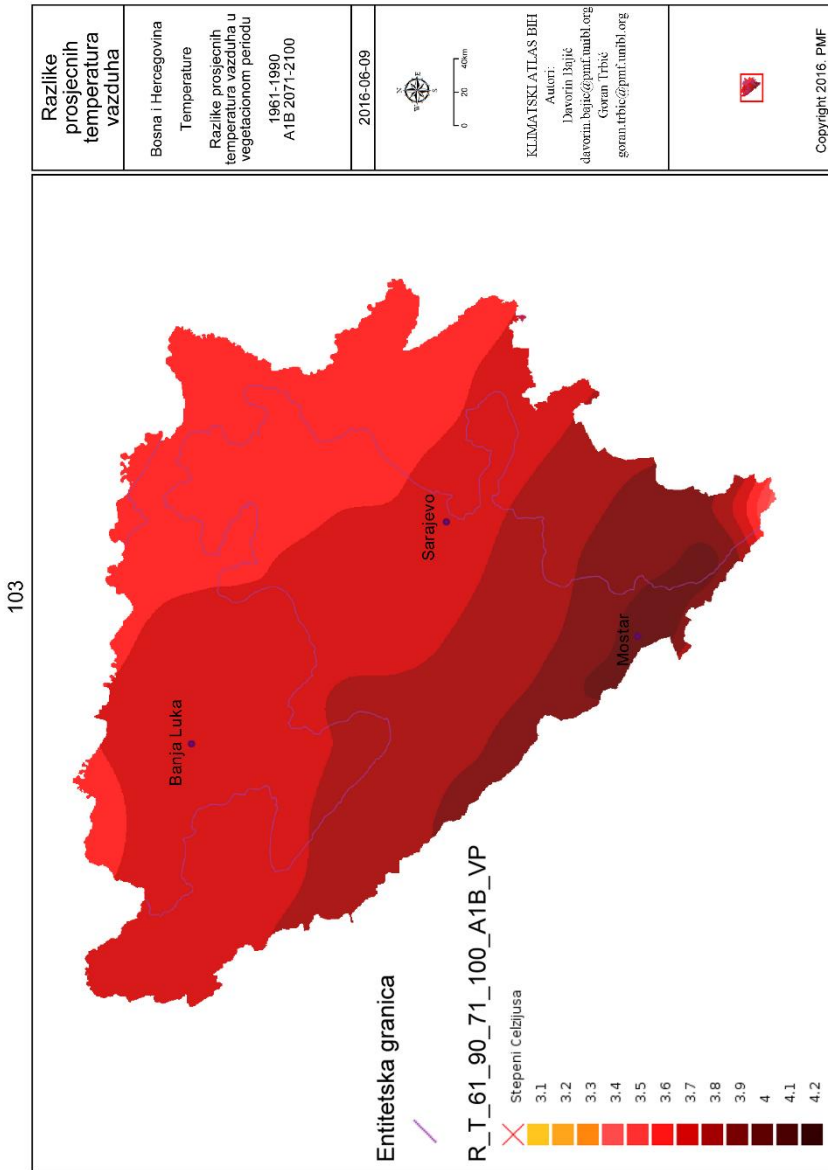 103
Razlike
prosjecnih
temperatura
vazduha
Bosna i Hercegovina
Temperature
Razlike prosjecnih
temperatura vazduha u
vegetacionom periodu
1961-1990
A1B 2071-2100
2016-06-09
N
W
E
S
0 20 40km
KLIMATSKI ATLAS BIH
Autori:
Davorin Bajić
davorin.bajic@pmf.unibl.org
Goran Trbić
goran.trbic@pmf.unibl.org
Copyright 2016. PMF
Banja Luka
Sarajevo
Mostar
Entitetska granica
R_T_61_90_71_100_A1B_VP
Stepeni Celzijusa
3.1
3.2
3.3
3.4
3.5
3.6
3.7
3.8
3.9
4
4.1
4.2